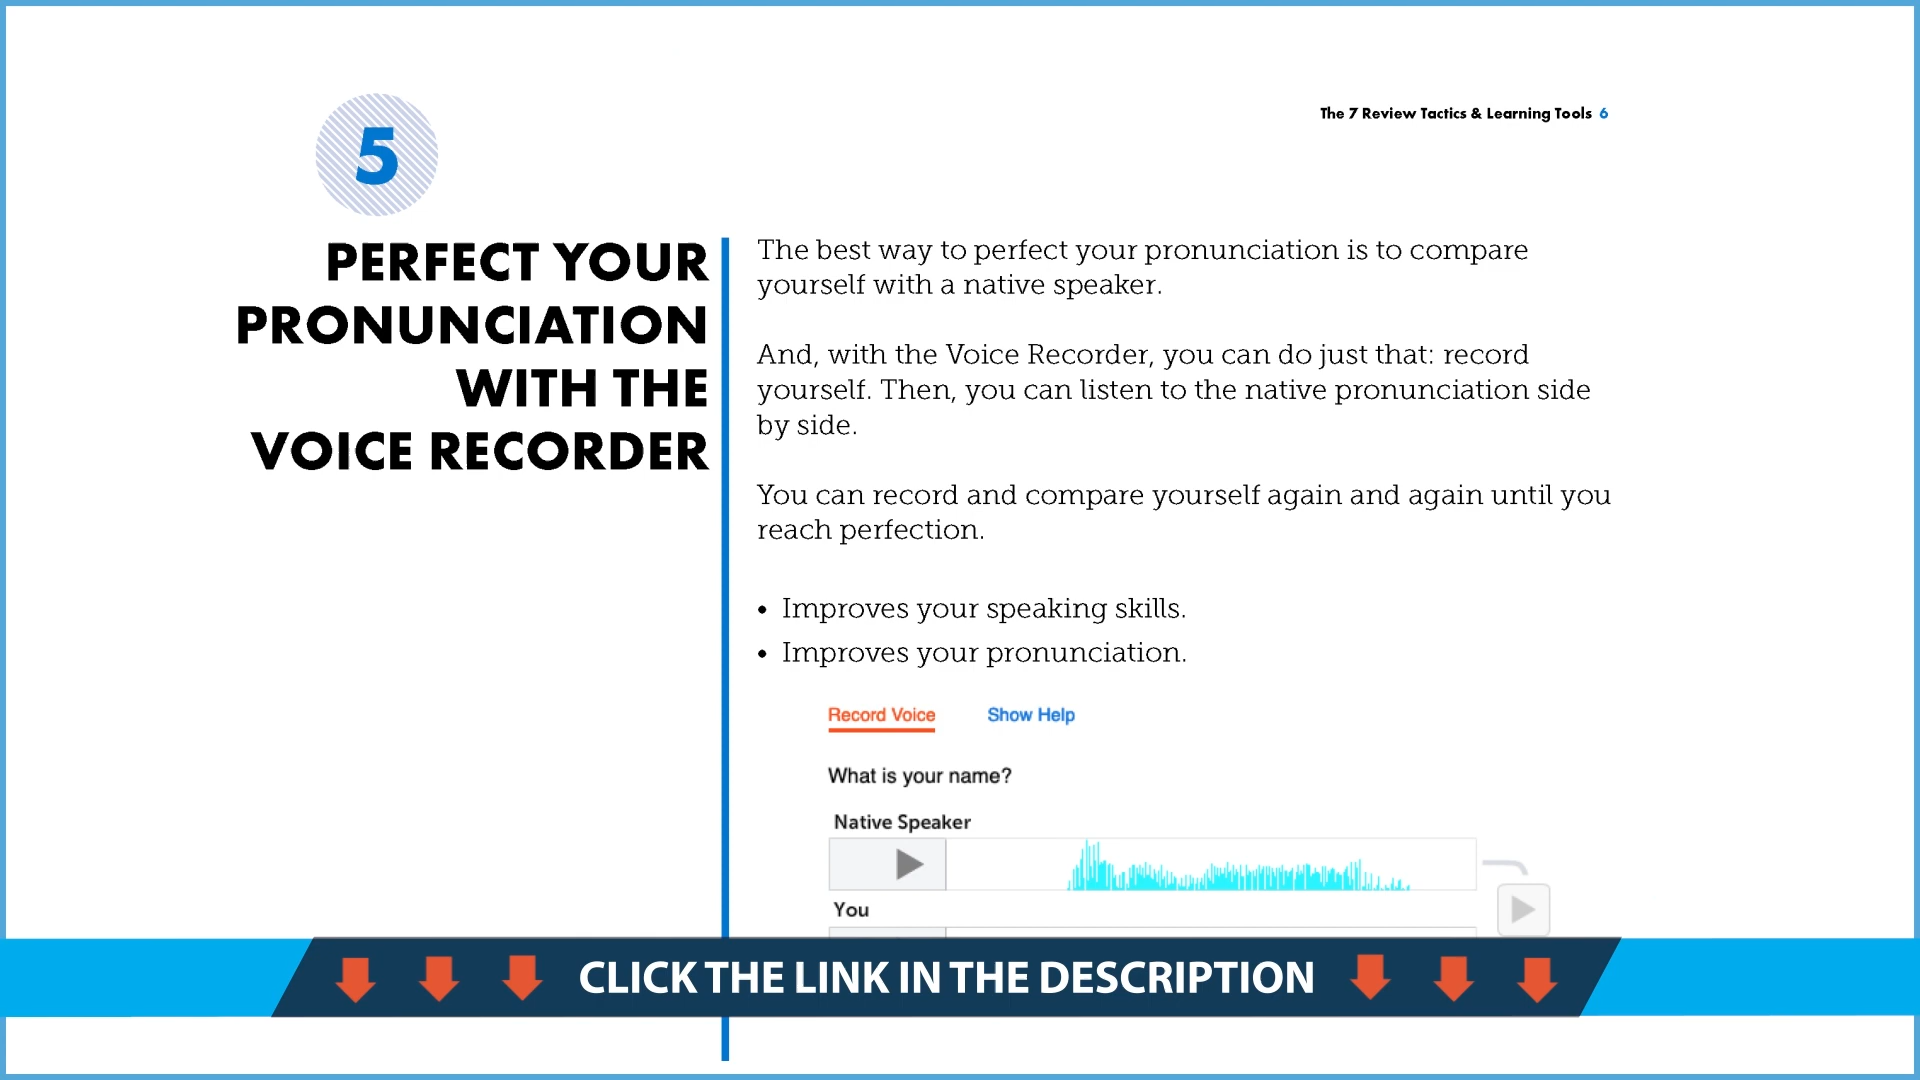 The 7 Review Tactics & Learning Tools 6
5
PERFECT YOUR
PRONUNCIATION
WITH THE
VOICE RECORDER
The best way to perfect your pronunciation is to compare
yourself with a native speaker.
And, with the Voice Recorder, you can do just that: record
yourself. Then, you can listen to the native pronunciation side
by side.
You can record and compare yourself again and again until you
reach perfection.
• Improves your speaking skills.
• Improves your pronunciation.
Record Voice Show Help
What is your name?
Native Speaker
You
CLICK THE LINK IN THE DESCRIPTION